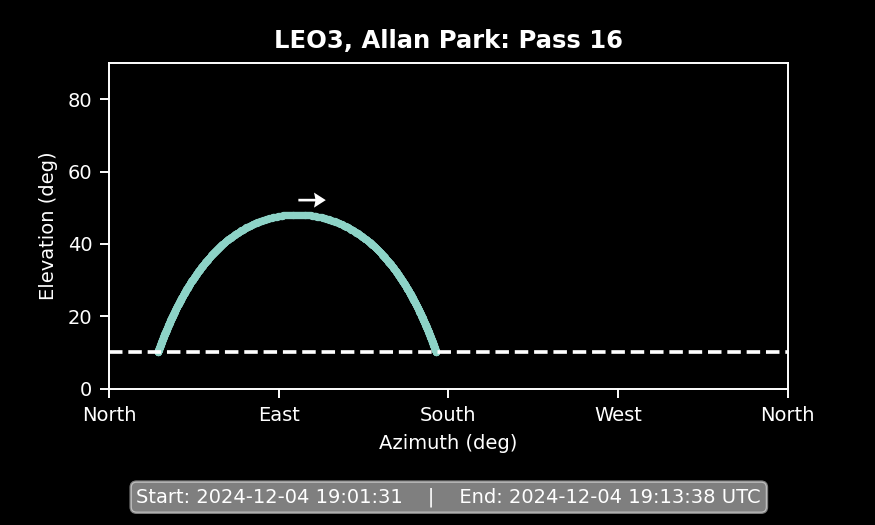 LEO3, Allan Park: Pass 16
Elevation (deg)
80
60
40
20
0
North East South West North
Azimuth (deg)
Start: 2024-12-04 19:01:31 | End: 2024-12-04 19:13:38 UTC